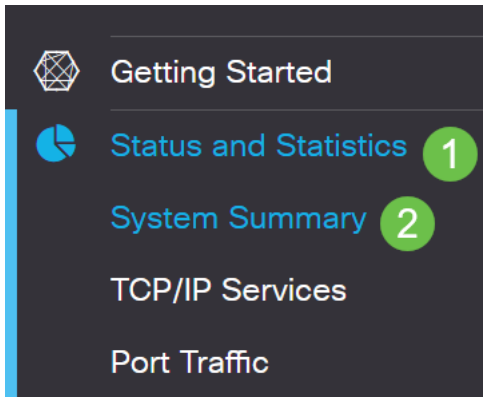 Getting Started
Status and Statistics 1
System Summary 2
TCP/IP Services
Port Traffic